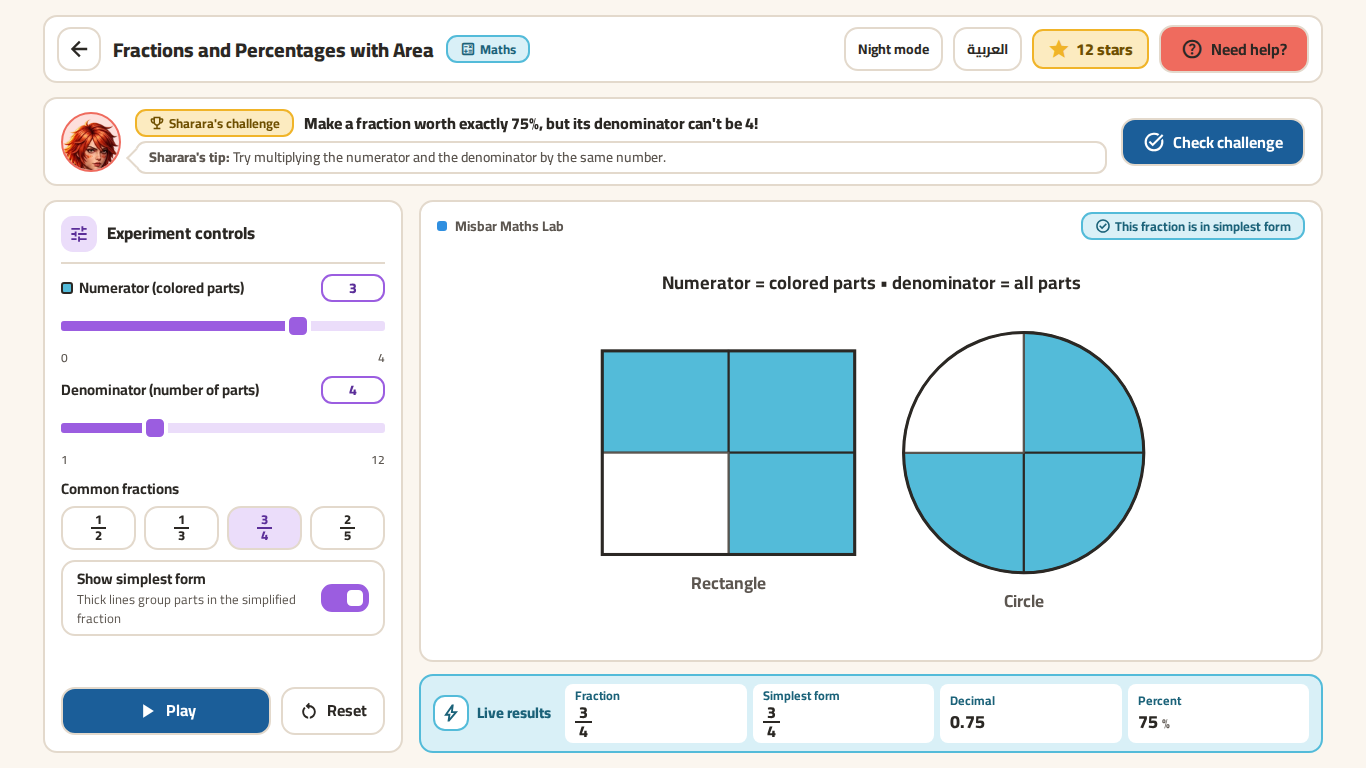 Fractions and Percentages with Area
Maths
Night mode
العربية
12 stars
Need help?
Sharara's challenge
Make a fraction worth exactly 75%, but its denominator can't be 4!
Sharara's tip: Try multiplying the numerator and the denominator by the same number.
Check challenge
Experiment controls
Numerator (colored parts)
3
0
4
Denominator (number of parts)
4
1
12
Common fractions
1
2
1
3
3
4
2
5
Show simplest form
Thick lines group parts in the simplified
fraction
Play
Reset
Misbar Maths Lab
This fraction is in simplest form
Numerator = colored parts • denominator = all parts
Rectangle
Circle
Live results
Fraction
3
4
Simplest form
3
4
Decimal
0.75
Percent
75 %